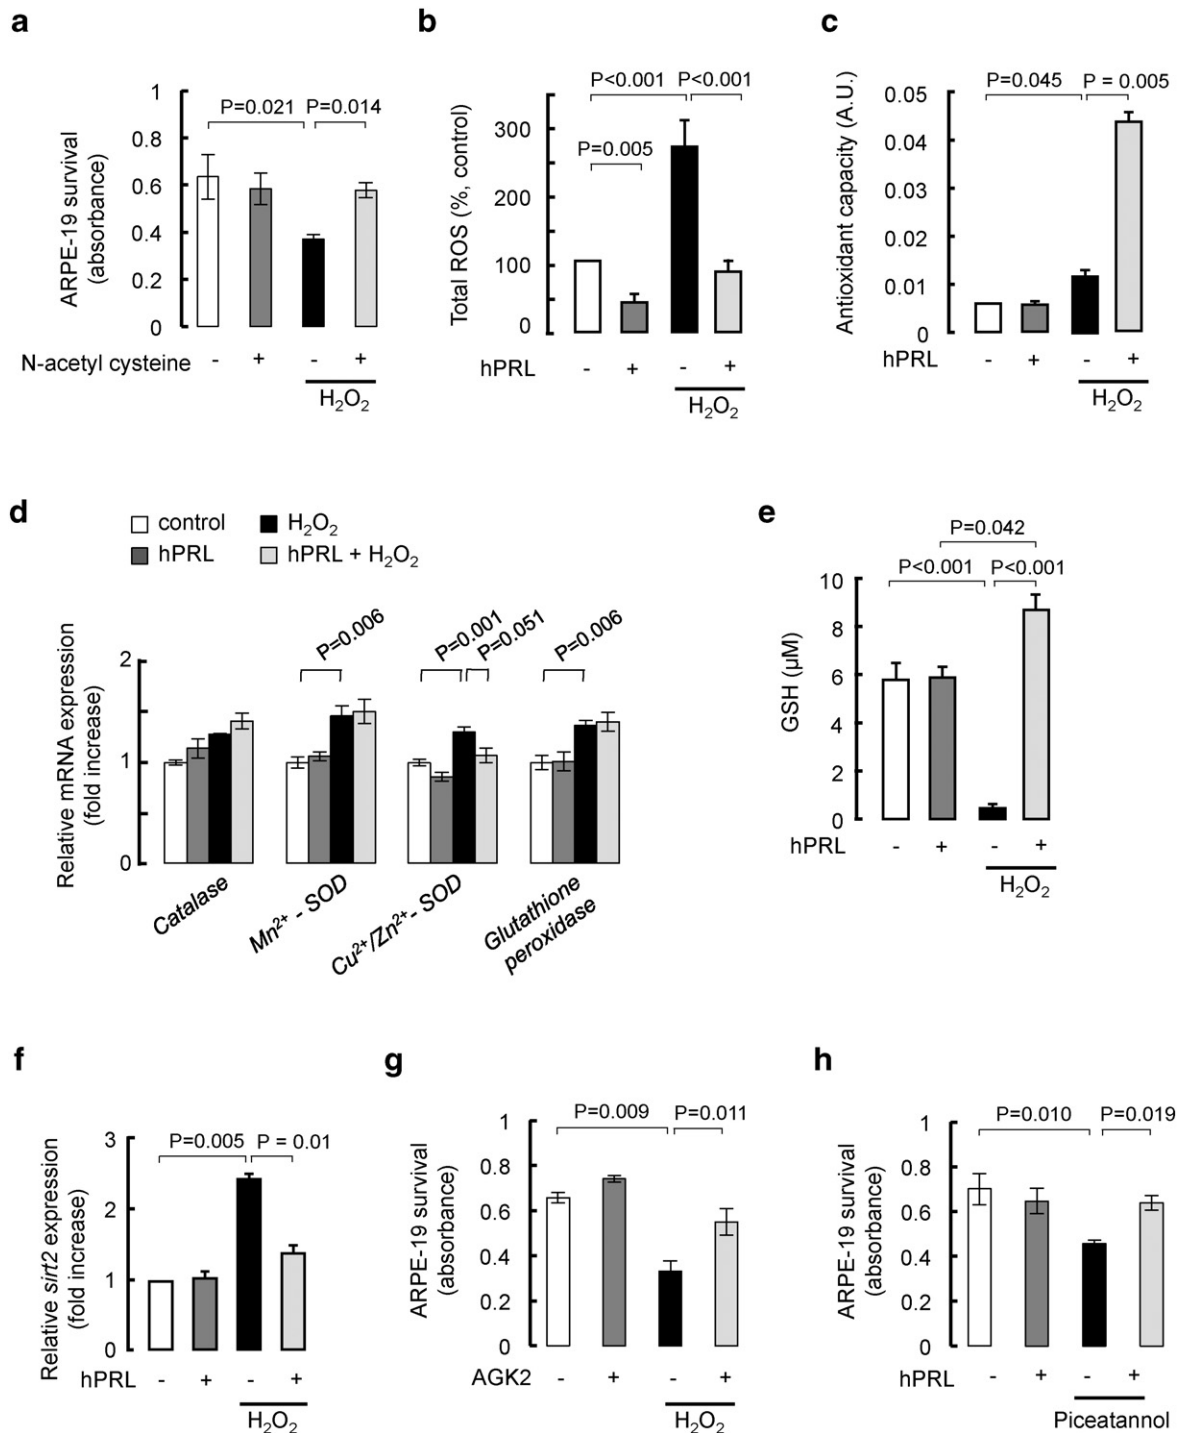 a
P=0.021
P=0.014
ARPE-19 survival
(absorbance)
1
0.8
0.6
0.4
0.2
0
N-acetyl cysteine - + - +
H₂O₂
b
P<0.001
P<0.001
P=0.005
Total ROS (%, control)
300
200
100
0
hPRL - + - +
H₂O₂
c
P=0.045
P = 0.005
Antioxidant capacity (A.U.)
0.05
0.04
0.03
0.02
0.01
0
hPRL - + - +
H₂O₂
d
control
hPRL
H₂O₂
hPRL + H₂O₂
P=0.006
P=0.001
P=0.051
P=0.006
Relative mRNA expression
(fold increase)
2
1
0
Catalase
Mn²⁺ - SOD
Cu²⁺/Zn²⁺- SOD
Glutathione
peroxidase
e
P=0.042
P<0.001
P<0.001
GSH (µM)
10
8
6
4
2
0
hPRL - + - +
H₂O₂
f
P=0.005
P = 0.01
Relative sirt2 expression
(fold increase)
3
2
1
0
hPRL - + - +
H₂O₂
g
P=0.009
P=0.011
ARPE-19 survival
(absorbance)
1
0.8
0.6
0.4
0.2
0
AGK2 - + - +
H₂O₂
h
P=0.010
P=0.019
ARPE-19 survival
(absorbance)
1
0.8
0.6
0.4
0.2
0
hPRL - + - +
Piceatannol